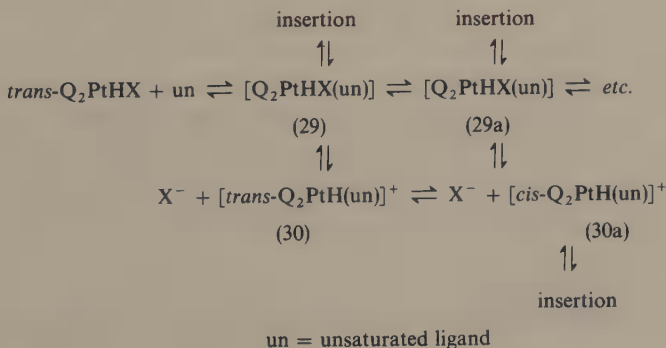 insertion insertion
⇅ ⇅
trans-Q₂PtHX + un ⇌ [Q₂PtHX(un)] ⇌ [Q₂PtHX(un)] ⇌ etc.
(29) (29a)
⇅ ⇅
X⁻ + [trans-Q₂PtH(un)]⁺ ⇌ X⁻ + [cis-Q₂PtH(un)]⁺
(30) (30a)
⇅
insertion
un = unsaturated ligand